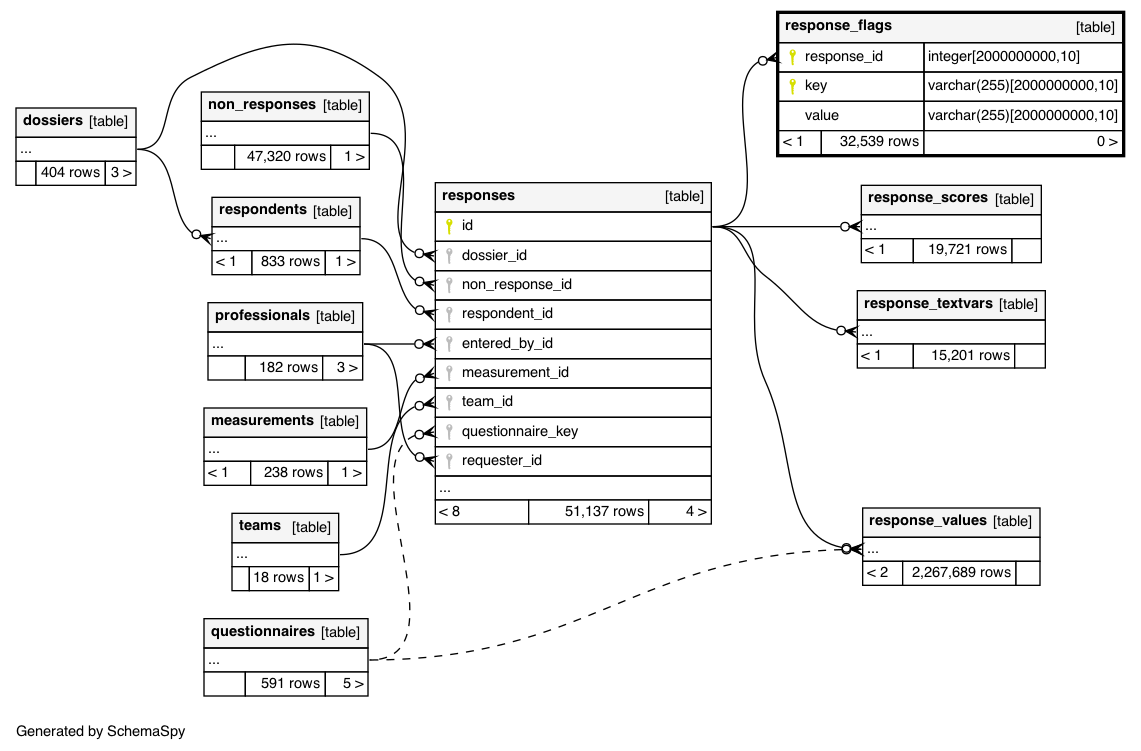 response_flags [table]
response_id integer[2000000000,10]
key varchar(255)[2000000000,10]
value varchar(255)[2000000000,10]
< 1 32,539 rows 0 >
non_responses [table]
...
47,320 rows 1 >
dossiers [table]
...
404 rows 3 >
respondents [table]
...
< 1 833 rows 1 >
professionals [table]
...
182 rows 3 >
measurements [table]
...
< 1 238 rows 1 >
teams [table]
...
18 rows 1 >
questionnaires [table]
...
591 rows 5 >
responses [table]
id
dossier_id
non_response_id
respondent_id
entered_by_id
measurement_id
team_id
questionnaire_key
requester_id
...
< 8 51,137 rows 4 >
response_scores [table]
...
< 1 19,721 rows
response_textvars [table]
...
< 1 15,201 rows
response_values [table]
...
< 2 2,267,689 rows
Generated by SchemaSpy